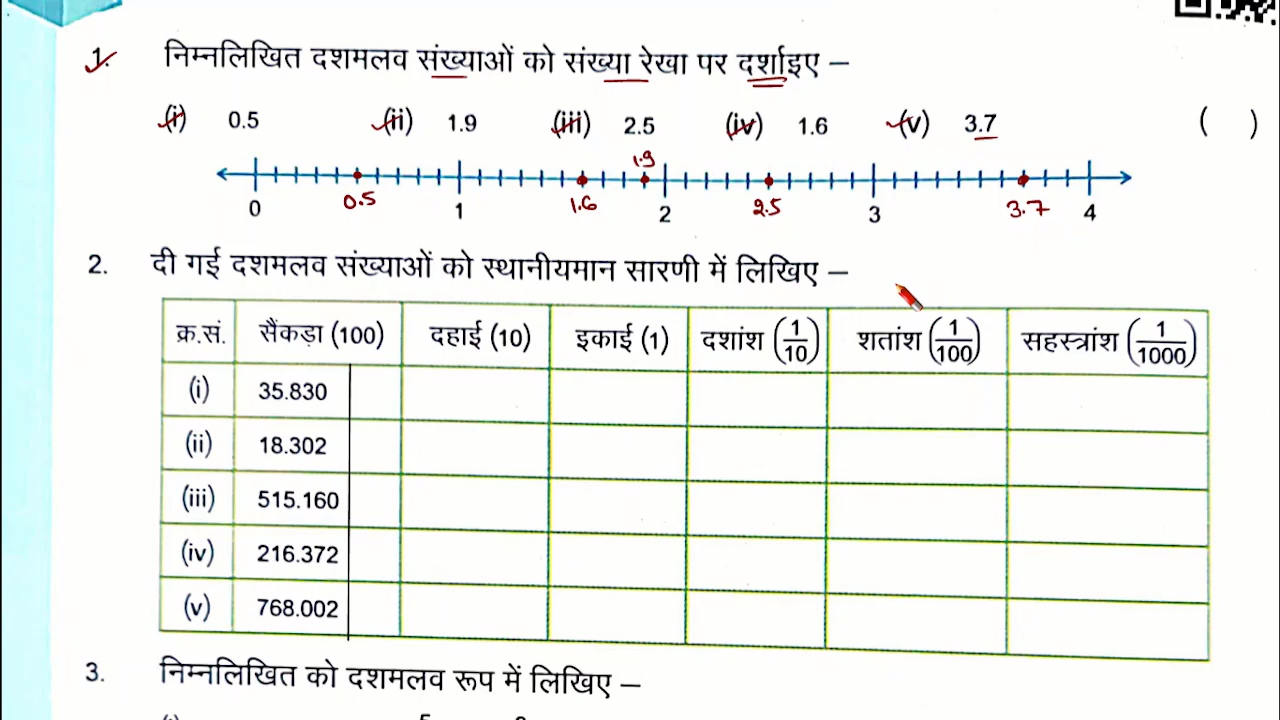 1. निम्नलिखित दशमलव संख्याओं को संख्या रेखा पर दर्शाइए –
(i) 0.5 (ii) 1.9 (iii) 2.5 (iv) 1.6 (v) 3.7 ( )
1.9
0 0.5 1 1.6 2 2.5 3 3.7 4
2. दी गई दशमलव संख्याओं को स्थानीयमान सारणी में लिखिए –
क्र.सं. सैंकड़ा (100) दहाई (10) इकाई (1) दशांश (1/10) शतांश (1/100) सहस्त्रांश (1/1000)
(i) 35.830
(ii) 18.302
(iii) 515.160
(iv) 216.372
(v) 768.002
3. निम्नलिखित को दशमलव रूप में लिखिए –